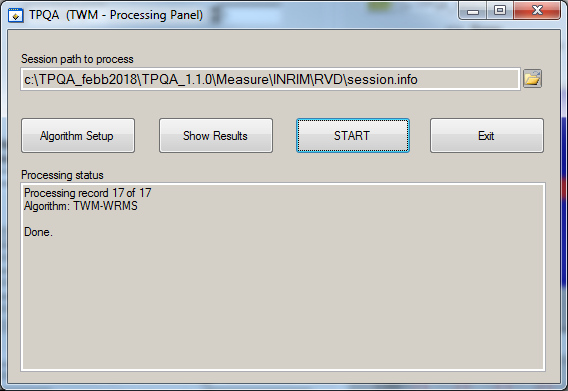 TPQA (TWM - Processing Panel)
Session path to process
c:\TPQA_febb2018\TPQA_1.1.0\Measure\INRIM\RVD\session.info
Algorithm Setup
Show Results
START
Exit
Processing status
Processing record 17 of 17
Algorithm: TWM-WRMS
Done.